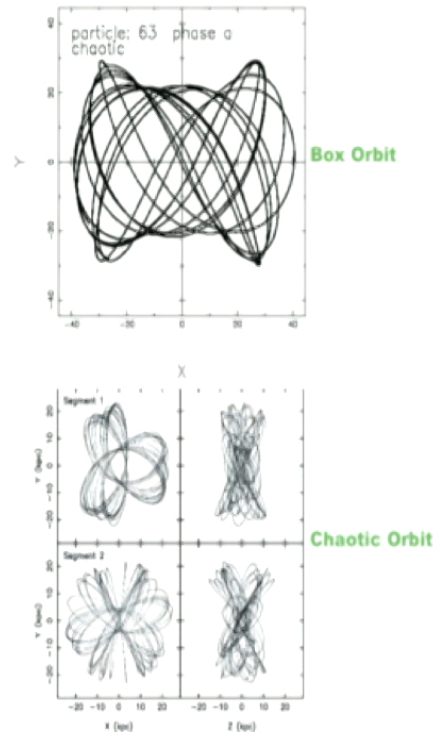 particle: 63 phase a
chaotic
40
20
0
-20
-40
Y
-40 -20 0 20 40
X
Box Orbit
Segment 1
20
10
0
-10
-20
Y (kpc)
Segment 2
20
10
0
-10
-20
Y (kpc)
-20 -10 0 10 20
X (kpc)
-20 -10 0 10 20
Z (kpc)
Chaotic Orbit